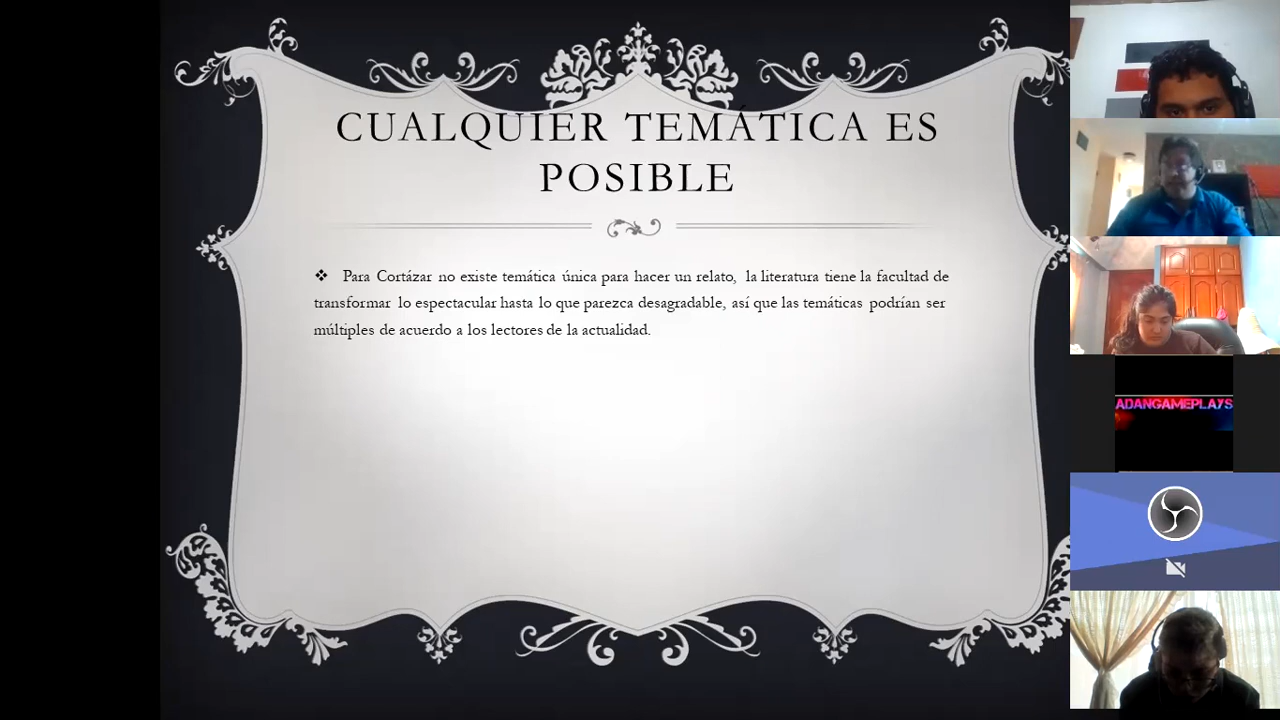 CUALQUIER TEMÁTICA ES
POSIBLE
❖ Para Cortázar no existe temática única para hacer un relato, la literatura tiene la facultad de
transformar lo espectacular hasta lo que parezca desagradable, así que las temáticas podrían ser
múltiples de acuerdo a los lectores de la actualidad.
ADANGAMEPLAYS